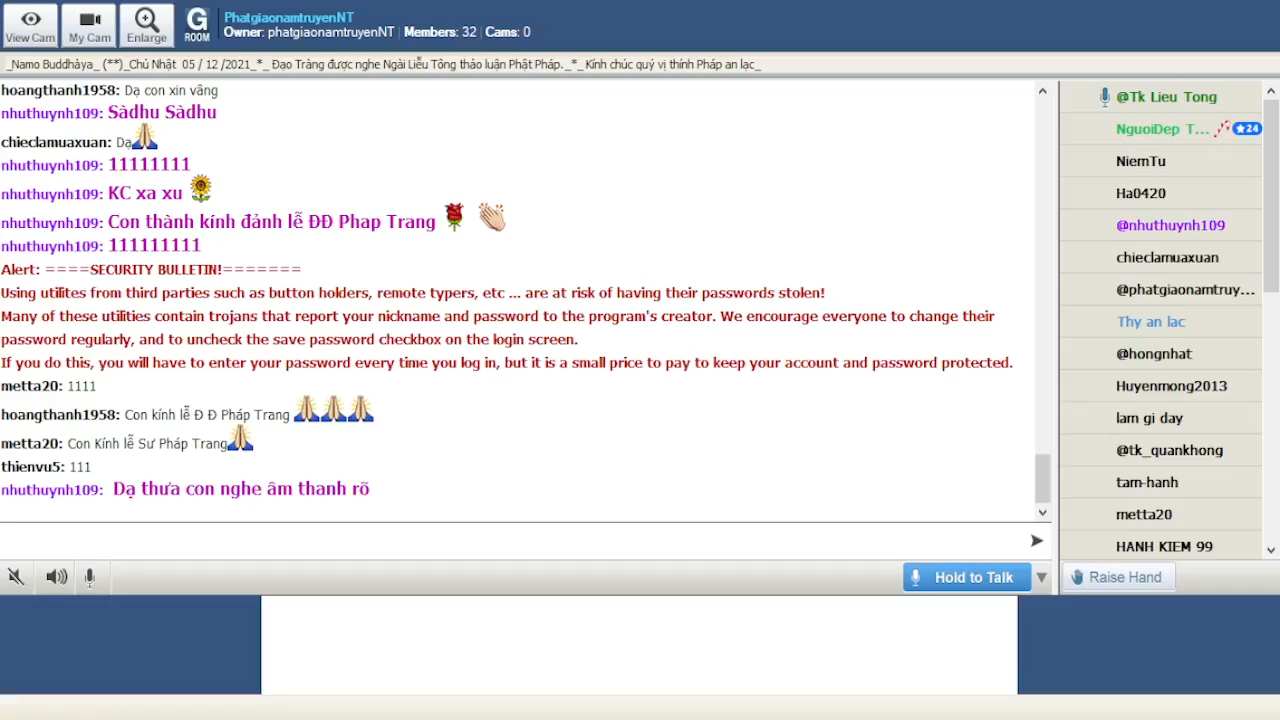 View Cam
My Cam
Enlarge
G ROOM
PhatgiaonamtruyenNT
Owner: phatgiaonamtruyenNT | Members: 32 | Cams: 0
_Namo Buddhàya_ (**)_Chủ Nhật 05 / 12 /2021_*_ Đạo Tràng được nghe Ngài Liễu Tông thảo luận Phật Pháp._*_Kính chúc quý vị thính Pháp an lạc_
hoangthanh1958: Dạ con xin vâng
nhuthuynh109: Sàdhu Sàdhu
chieclamuaxuan: Dạ
nhuthuynh109: 11111111
nhuthuynh109: KC xa xu
nhuthuynh109: Con thành kính đảnh lễ ĐĐ Phap Trang
nhuthuynh109: 111111111
Alert: ====SECURITY BULLETIN!=======
Using utilites from third parties such as button holders, remote typers, etc ... are at risk of having their passwords stolen!
Many of these utilities contain trojans that report your nickname and password to the program's creator. We encourage everyone to change their
password regularly, and to uncheck the save password checkbox on the login screen.
If you do this, you will have to enter your password every time you log in, but it is a small price to pay to keep your account and password protected.
metta20: 1111
hoangthanh1958: Con kính lễ Đ Đ Pháp Trang
metta20: Con Kính lễ Sư Pháp Trang
thienvu5: 111
nhuthuynh109: Dạ thưa con nghe âm thanh rõ
@Tk Lieu Tong
NguoiDep T... 24
NiemTu
Ha0420
@nhuthuynh109
chieclamuaxuan
@phatgiaonamtruy...
Thy an lac
@hongnhat
Huyenmong2013
lam gi day
@tk_quankhong
tam-hanh
metta20
HANH KIEM 99
Hold to Talk
Raise Hand